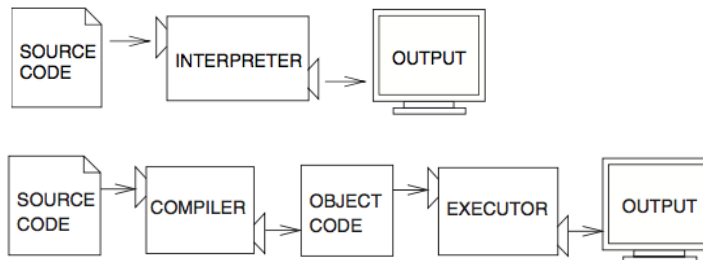 SOURCE
CODE
INTERPRETER
OUTPUT
SOURCE
CODE
COMPILER
OBJECT
CODE
EXECUTOR
OUTPUT